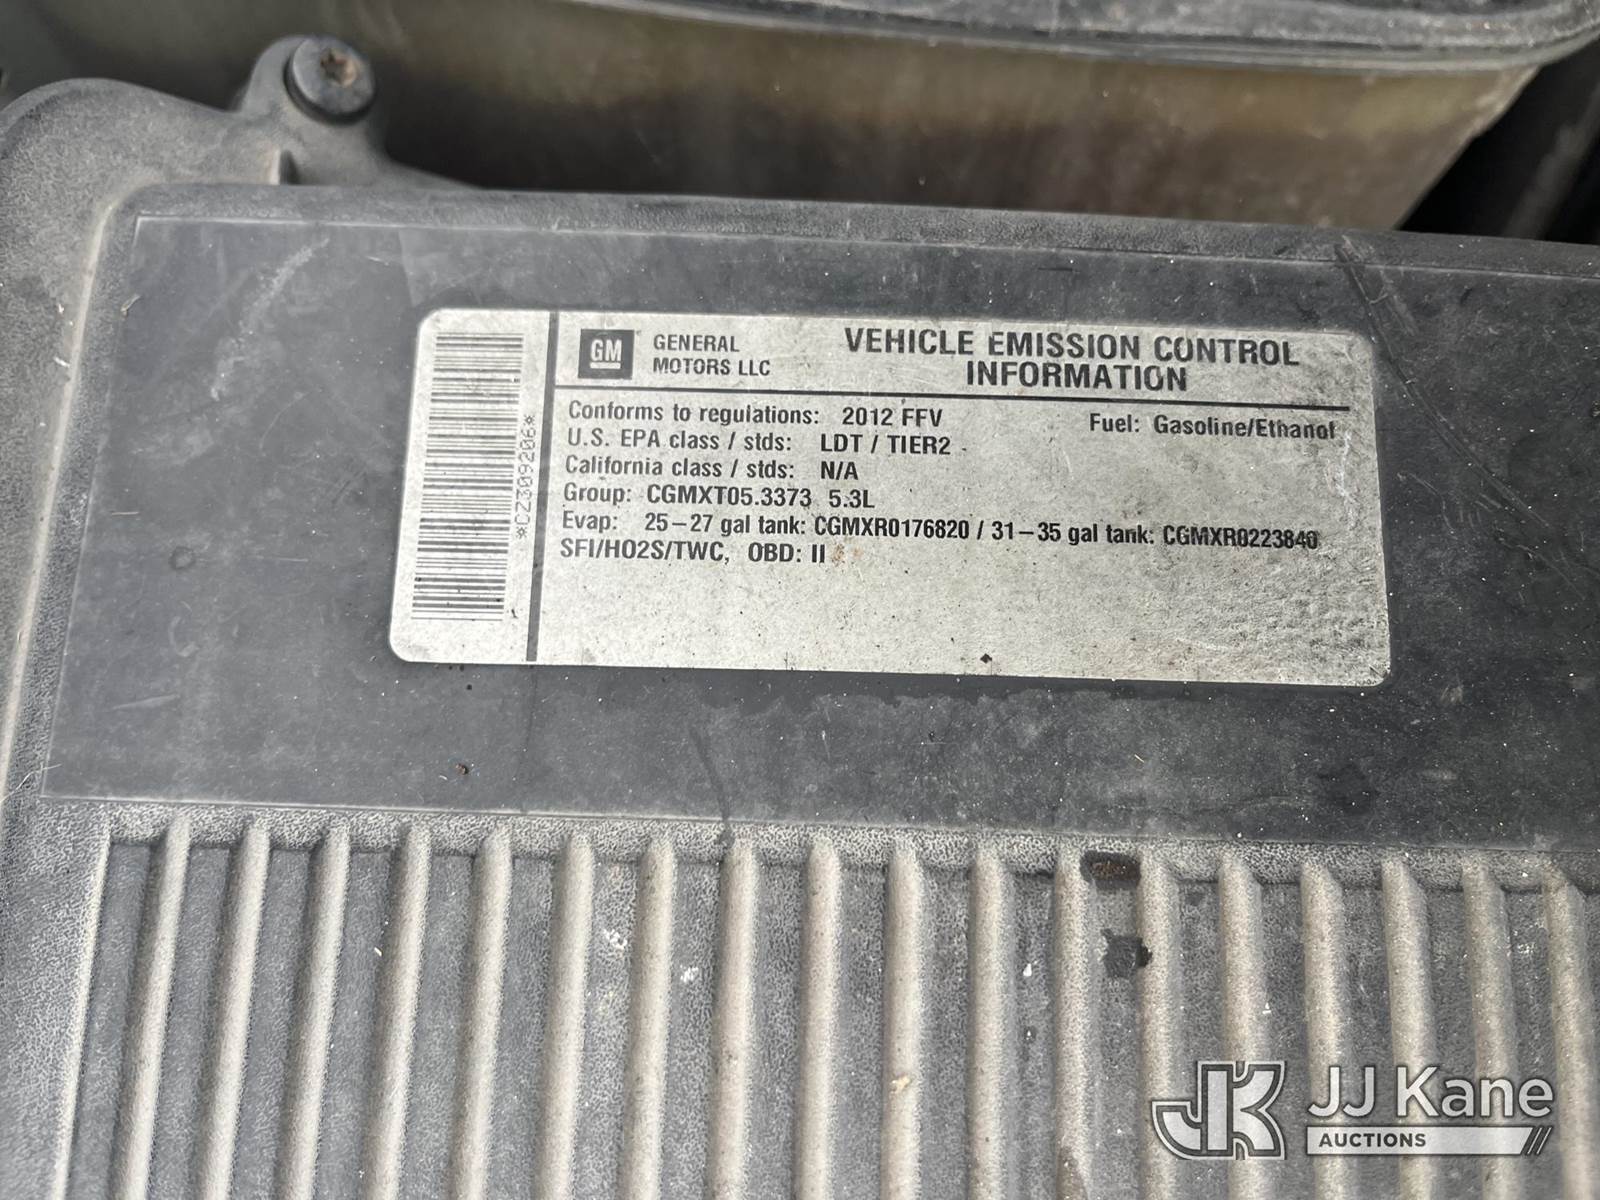 *CZ309206*
GM
GENERAL
MOTORS LLC
VEHICLE EMISSION CONTROL
INFORMATION
Conforms to regulations: 2012 FFV
Fuel: Gasoline/Ethanol
U.S. EPA class / stds: LDT / TIER2
California class / stds: N/A
Group: CGMXT05.3373 5.3L
Evap: 25-27 gal tank: CGMXR0176820 / 31-35 gal tank: CGMXR0223840
SFI/HO2S/TWC, OBD: II
JK
JJ Kane
AUCTIONS